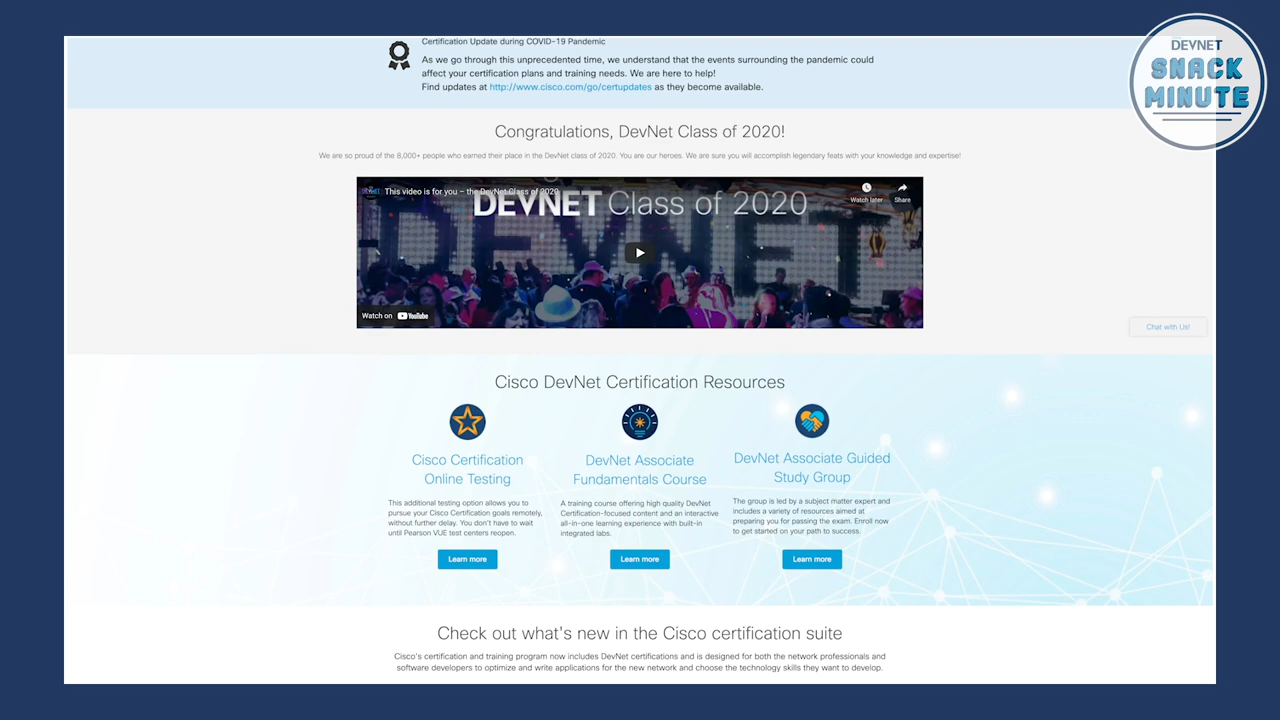 Certification Update during COVID-19 Pandemic
As we go through this unprecedented time, we understand that the events surrounding the pandemic could
affect your certification plans and training needs. We are here to help!
Find updates at http://www.cisco.com/go/certupdates as they become available.
DEVNET
SNACK
MINUTE
Congratulations, DevNet Class of 2020!
We are so proud of the 8,000+ people who earned their place in the DevNet class of 2020. You are our heroes. We are sure you will accomplish legendary feats with your knowledge and expertise!
This video is for you – the DevNet Class of 2020
Watch later
Share
DEVNET Class of 2020
DEVNET
Watch on YouTube
Chat with Us!
Cisco DevNet Certification Resources
Cisco Certification
Online Testing
This additional testing option allows you to
pursue your Cisco Certification goals remotely,
without further delay. You don't have to wait
until Pearson VUE test centers reopen.
Learn more
DevNet Associate
Fundamentals Course
A training course offering high quality DevNet
Certification-focused content and an interactive
all-in-one learning experience with built-in
integrated labs.
Learn more
DevNet Associate Guided
Study Group
The group is led by a subject matter expert and
includes a variety of resources aimed at
preparing you for passing the exam. Enroll now
to get started on your path to success.
Learn more
Check out what's new in the Cisco certification suite
Cisco's certification and training program now includes DevNet certifications and is designed for both the network professionals and
software developers to optimize and write applications for the new network and choose the technology skills they want to develop.